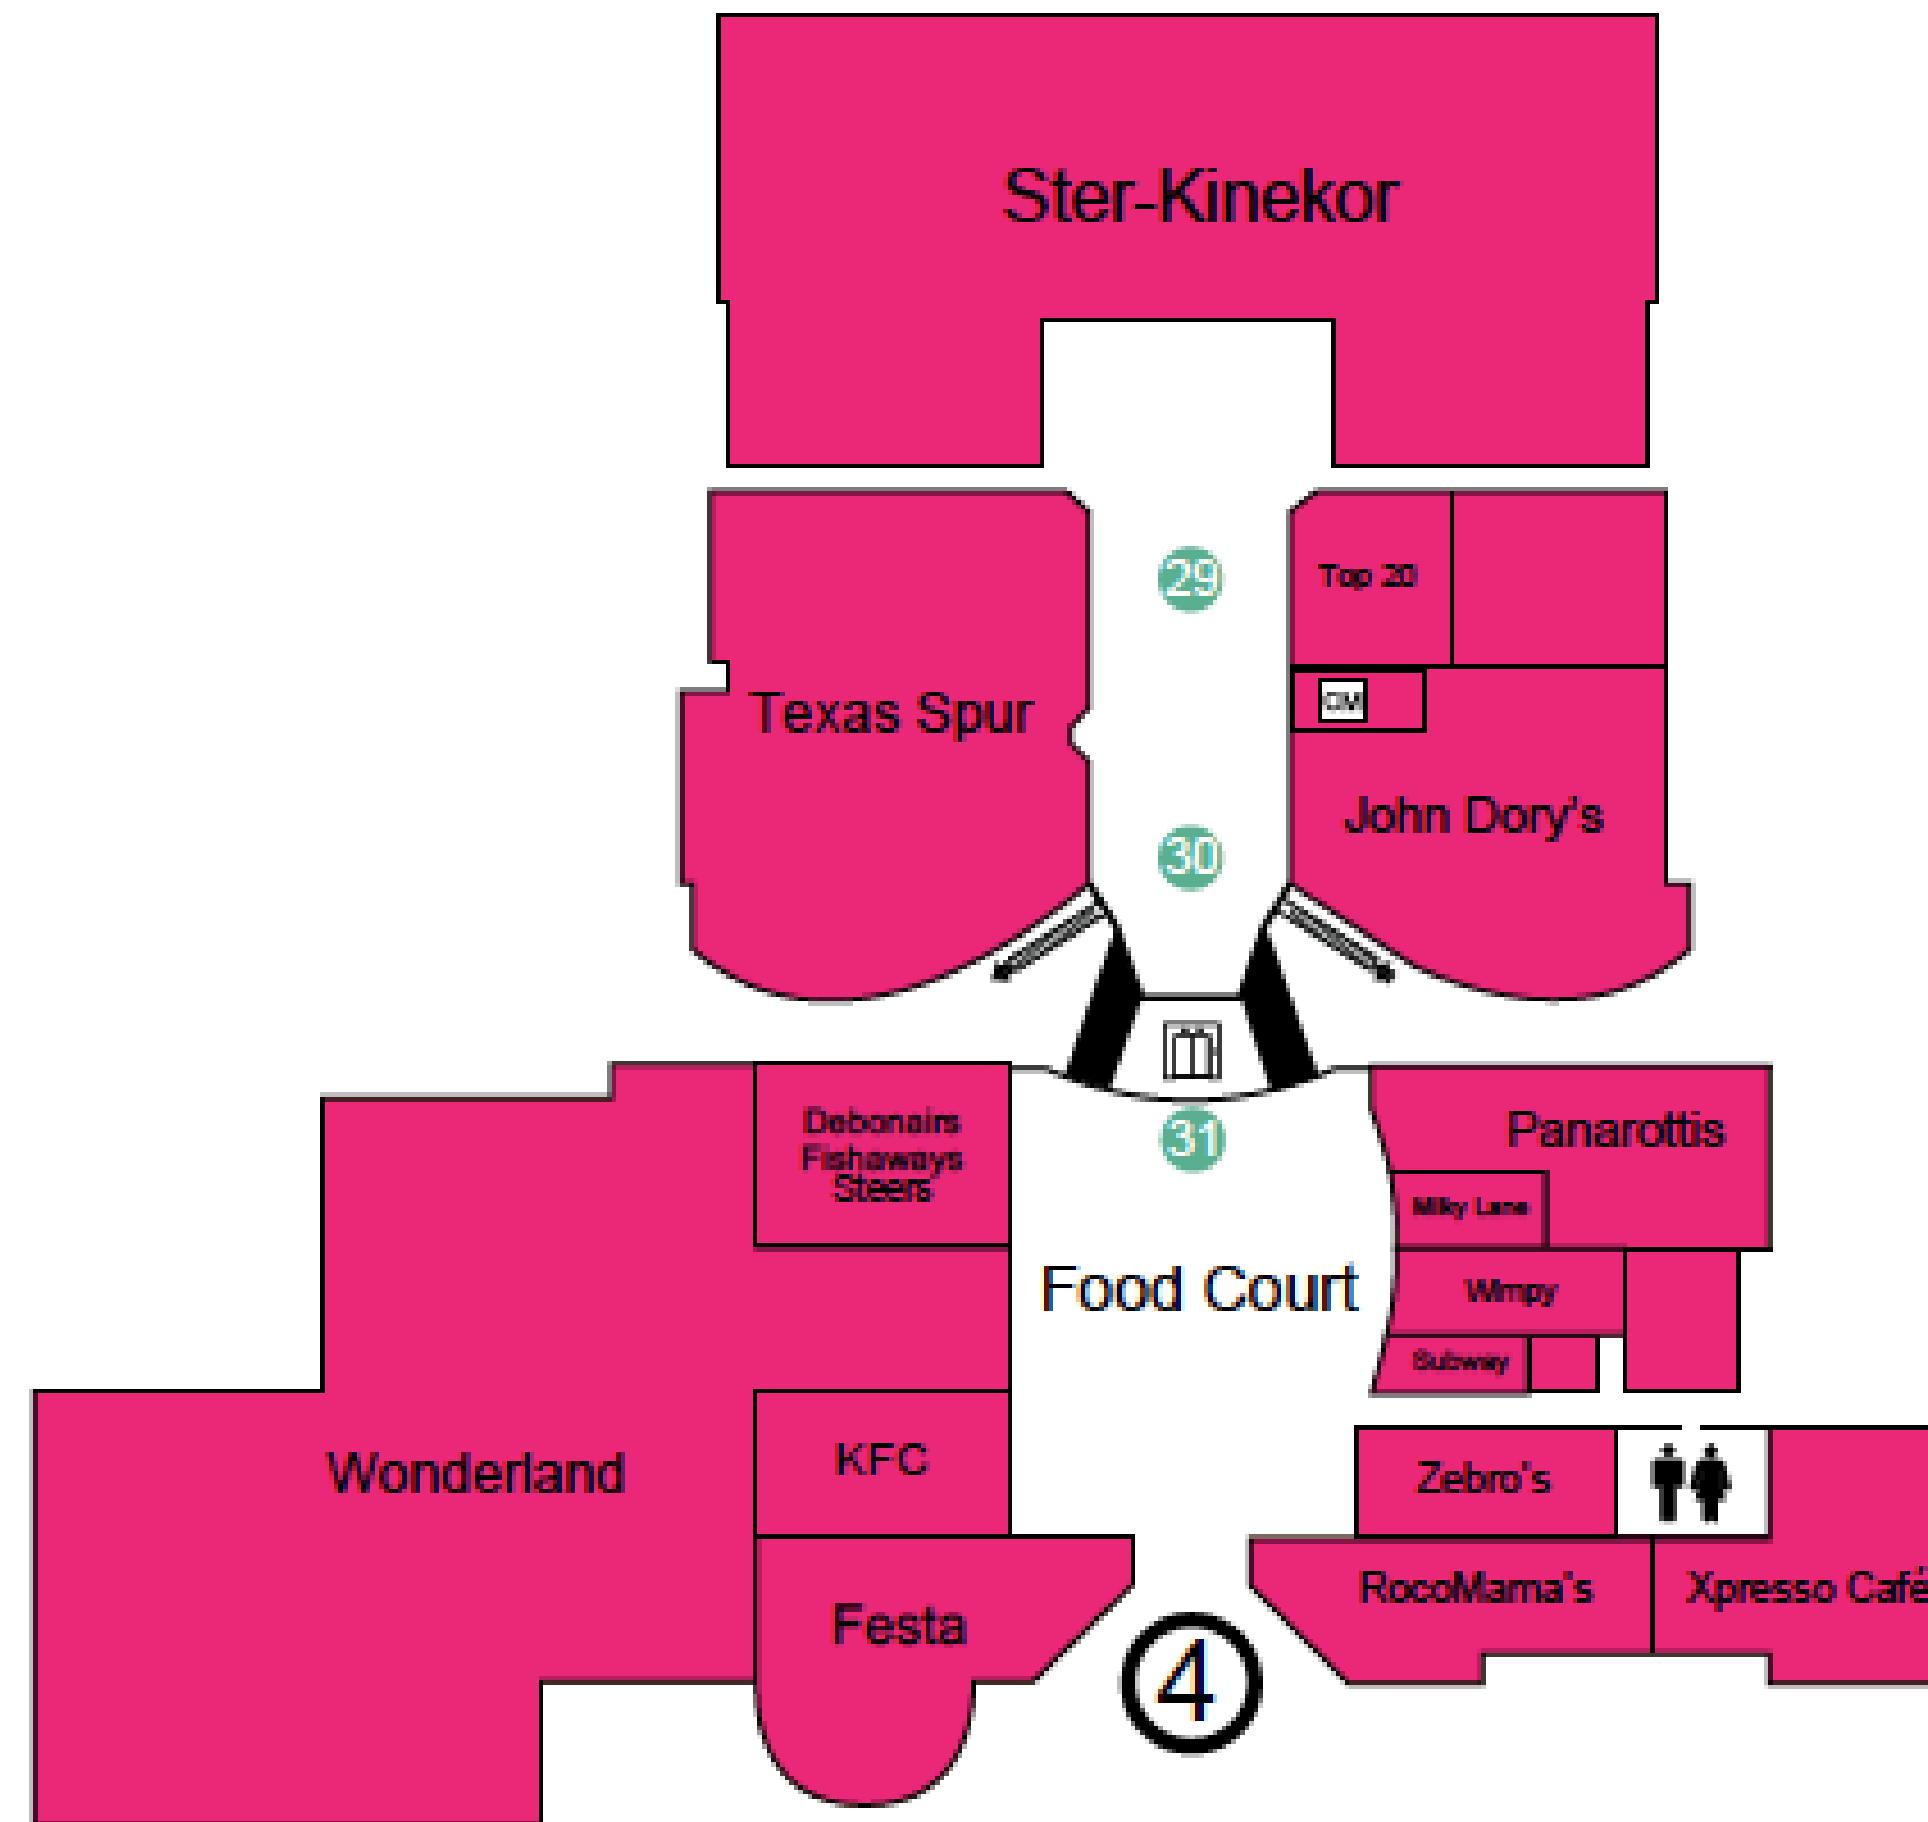 Ster-Kinekor
29
Top 20
Texas Spur
John Dory's
30
31
Debonairs
Fishaways
Steers
Panarottis
Milky Lane
Food Court
Wimpy
Subway
Wonderland
KFC
Zebro's
RocoMama's
Xpresso Café
Festa
4